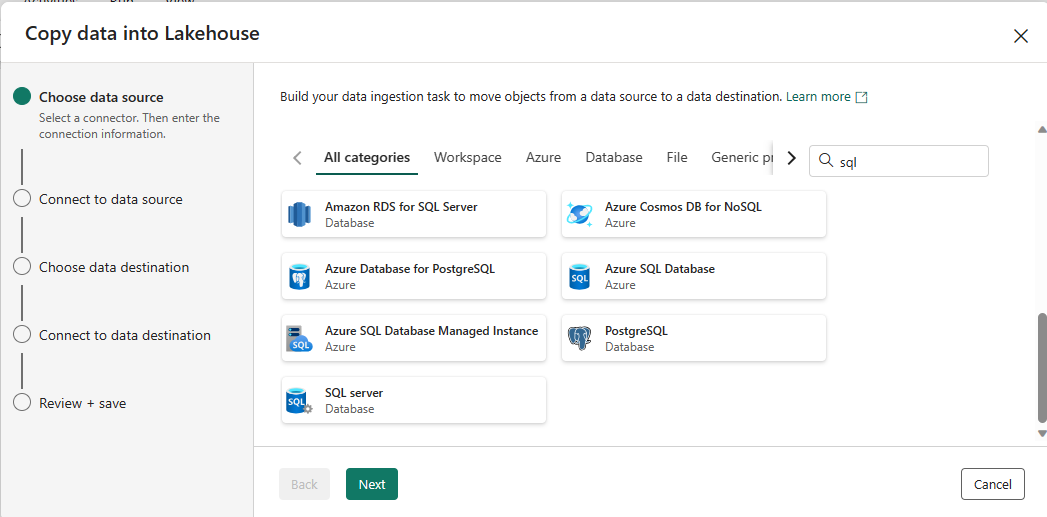 Copy data into Lakehouse
Choose data source
Select a connector. Then enter the
connection information.
Connect to data source
Choose data destination
Connect to data destination
Review + save
Build your data ingestion task to move objects from a data source to a data destination. Learn more
All categories Workspace Azure Database File Generic pr
sql
Amazon RDS for SQL Server
Database
Azure Cosmos DB for NoSQL
Azure
Azure Database for PostgreSQL
Azure
SQL
Azure SQL Database
Azure
SQL
Azure SQL Database Managed Instance
Azure
PostgreSQL
Database
SQL
SQL server
Database
Back
Next
Cancel